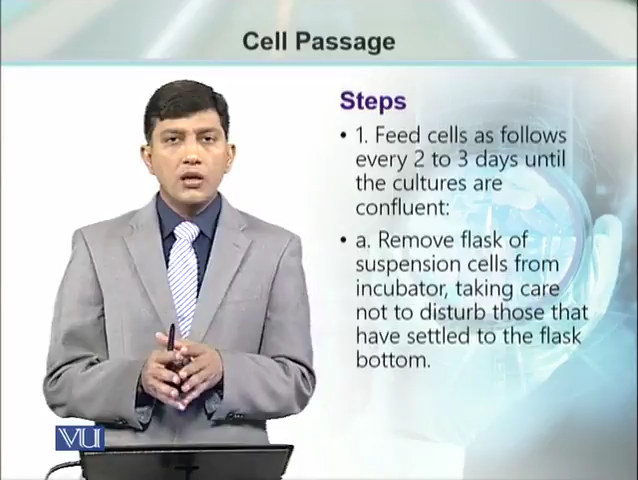 Cell Passage
Steps
• 1. Feed cells as follows
every 2 to 3 days until
the cultures are
confluent:
• a. Remove flask of
suspension cells from
incubator, taking care
not to disturb those that
have settled to the flask
bottom.
VU